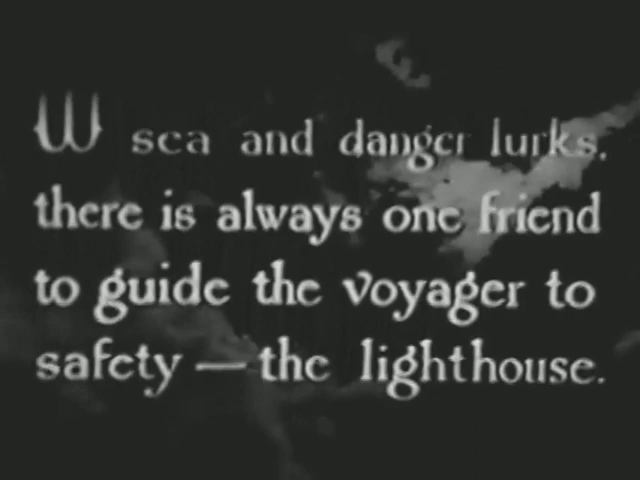 W sea and danger lurks,
there is always one friend
to guide the voyager to
safety — the lighthouse.